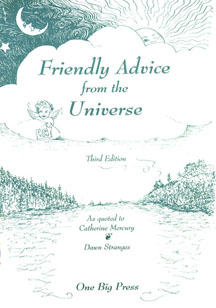 Friendly Advice
from the
Universe
Third Edition
As quoted to
Catherine Mercury
&
Dawn Stranges
One Big Press